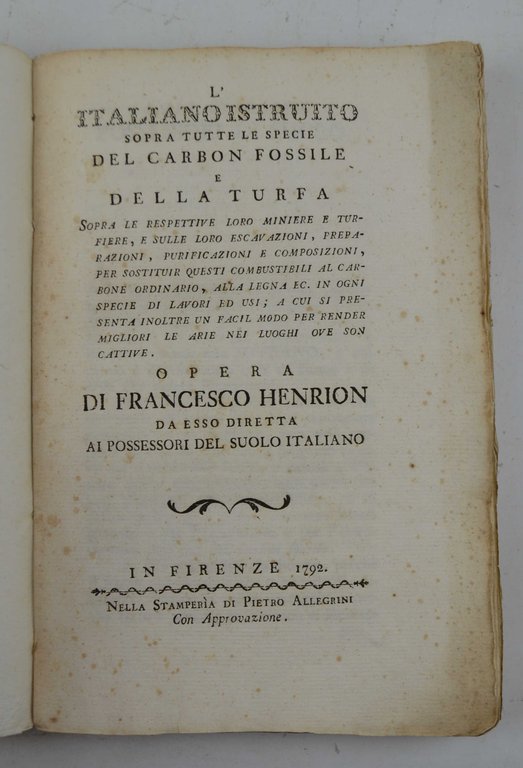 L'
ITALIANO ISTRUITO
SOPRA TUTTE LE SPECIE
DEL CARBON FOSSILE
E
DELLA TURFA
SOPRA LE RESPETTIVE LORO MINIERE E TUR-
FIERE, E SULLE LORO ESCAVAZIONI, PREPA-
RAZIONI, PURIFICAZIONI E COMPOSIZIONI,
PER SOSTITUIR QUESTI COMBUSTIBILI AL CAR-
BONE ORDINARIO, ALLA LEGNA EC. IN OGNI
SPECIE DI LAVORI ED USI; A CUI SI PRE-
SENTA INOLTRE UN FACIL MODO PER RENDER
MIGLIORI LE ARIE NEI LUOGHI OVE SON
CATTIVE.
OPERA
DI FRANCESCO HENRION
DA ESSO DIRETTA
AI POSSESSORI DEL SUOLO ITALIANO
IN FIRENZE 1792.
NELLA STAMPERÌA DI PIETRO ALLEGRINI
Con Approvazione.